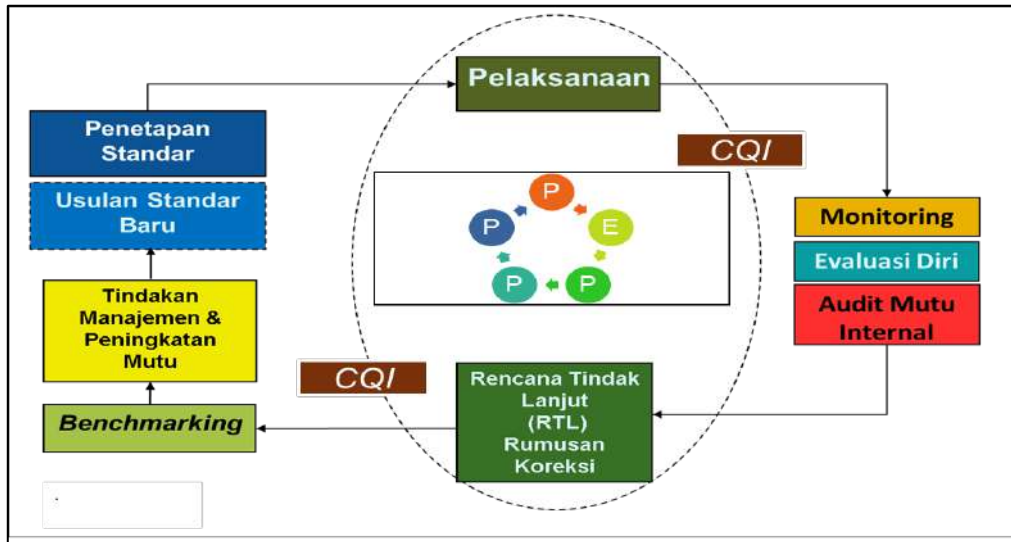 Pelaksanaan
Penetapan
Standar
CQI
Usulan Standar
Baru
P
P
E
P
P
Monitoring
Evaluasi Diri
Audit Mutu
Internal
Tindakan
Manajemen &
Peningkatan
Mutu
CQI
Rencana Tindak
Lanjut
(RTL)
Rumusan
Koreksi
Benchmarking
.